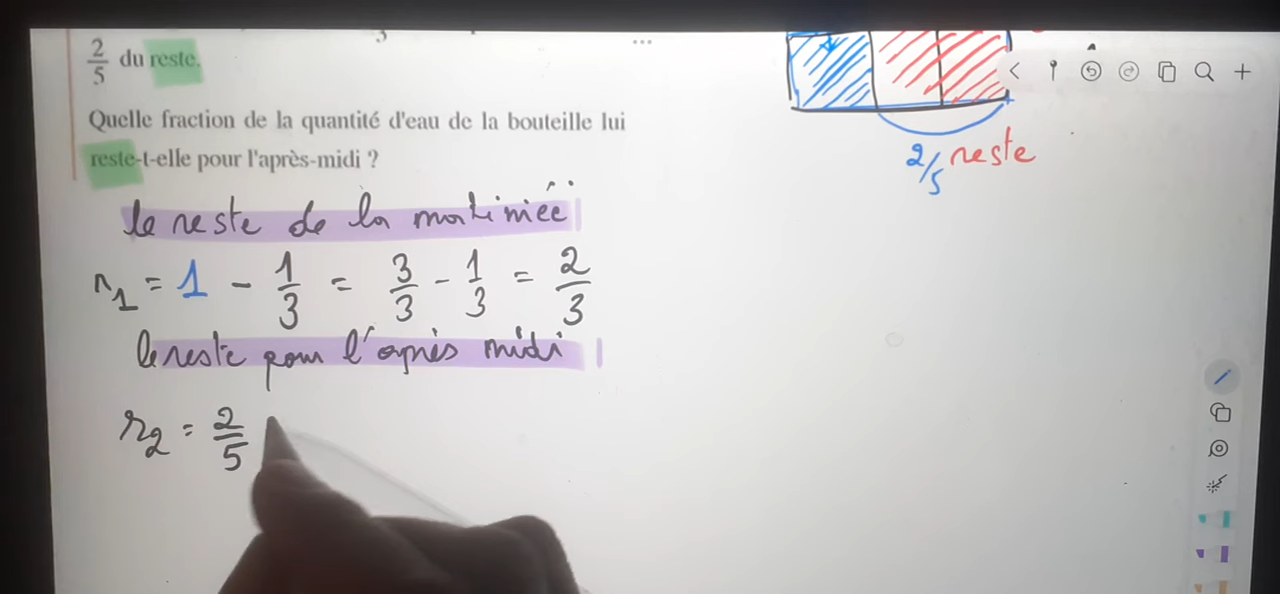 2/5 du reste.
Quelle fraction de la quantité d'eau de la bouteille lui
reste-t-elle pour l'après-midi ?
2/5 reste
le reste de la matinéé
r₁ = 1 - 1/3 = 3/3 - 1/3 = 2/3
le reste pour l'après midi
r₂ = 2/5